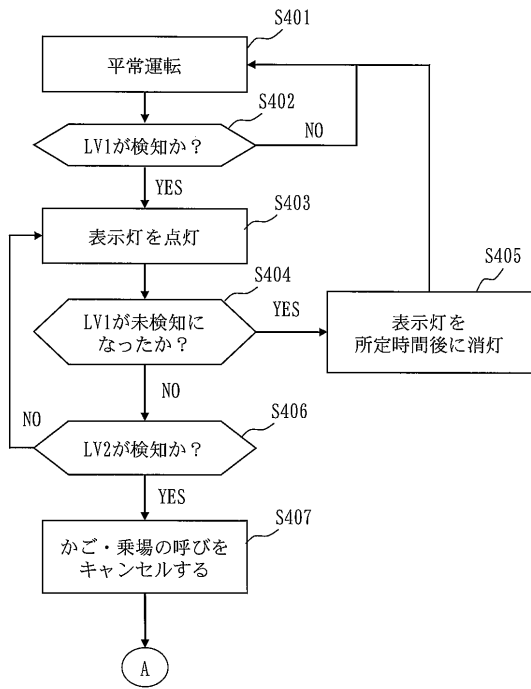 S401
平常運転
S402
LV1が検知か？
NO
YES
S403
表示灯を点灯
S404
LV1が未検知に
なったか？
YES
S405
表示灯を
所定時間後に消灯
NO
NO
S406
LV2が検知か？
YES
S407
かご・乗場の呼びを
キャンセルする
A